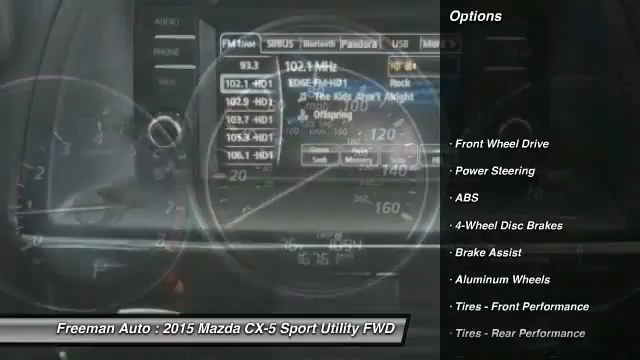 Options
AUDIO
PHONE
FM1 SIRIUS Bluetooth Pandora USB More >
93.3
102.1 MHz
102.1 -HD1
EDGE-FM-HD1
Rock
102.9 -HD1
The Kids Aren't Alright
103.7 -HD1
Offspring
105.3 -HD1
106.1 -HD1
Seek
Memory
Scan
20
120
140
160
· Front Wheel Drive
· Power Steering
· ABS
· 4-Wheel Disc Brakes
· Brake Assist
· Aluminum Wheels
· Tires - Front Performance
· Tires - Rear Performance
Freeman Auto : 2015 Mazda CX-5 Sport Utility FWD